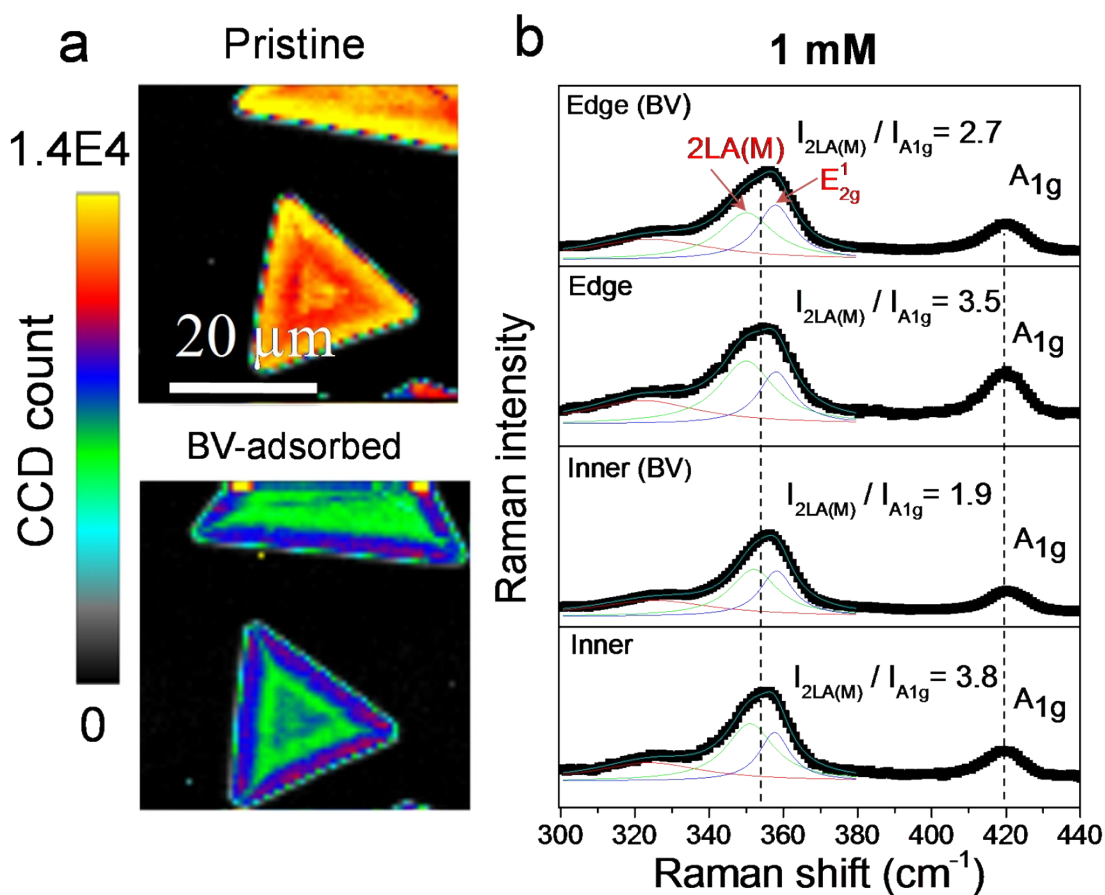 a
Pristine
1.4E4
CCD count
0
20 μm
BV-adsorbed
b
1 mM
Edge (BV)
2LA(M)
I2LA(M) / IA1g = 2.7
E¹2g
A1g
Edge
I2LA(M) / IA1g = 3.5
A1g
Inner (BV)
I2LA(M) / IA1g = 1.9
A1g
Inner
I2LA(M) / IA1g = 3.8
A1g
Raman intensity
300 320 340 360 380 400 420 440
Raman shift (cm⁻¹)